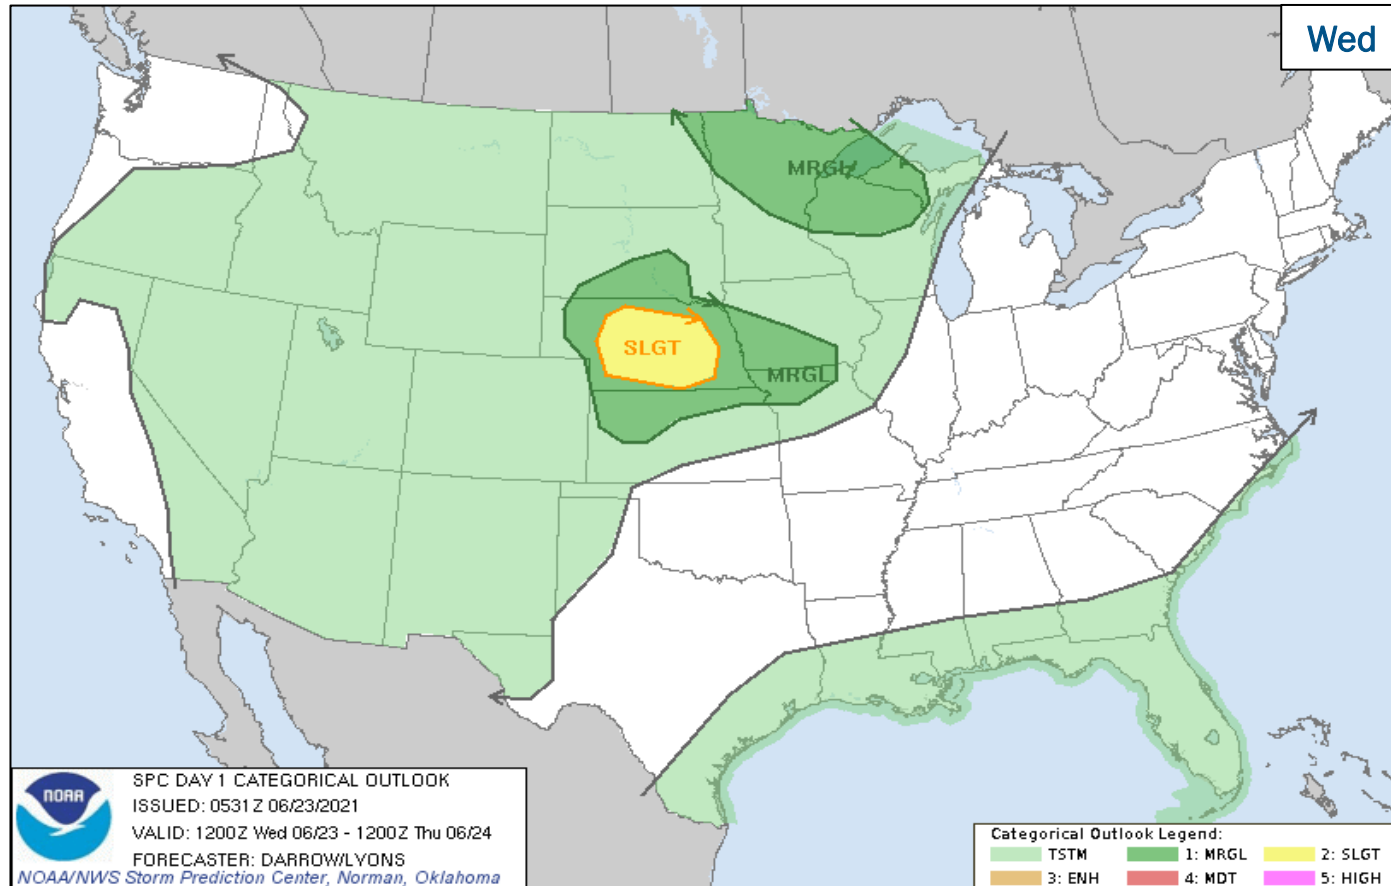 Wed
MRGL
SLGT
MRGL
NOAA
SPC DAY 1 CATEGORICAL OUTLOOK
ISSUED: 0531Z 06/23/2021
VALID: 1200Z Wed 06/23 - 1200Z Thu 06/24
FORECASTER: DARROW/LYONS
NOAA/NWS Storm Prediction Center, Norman, Oklahoma
Categorical Outlook Legend:
TSTM 1: MRGL 2: SLGT
3: ENH 4: MDT 5: HIGH